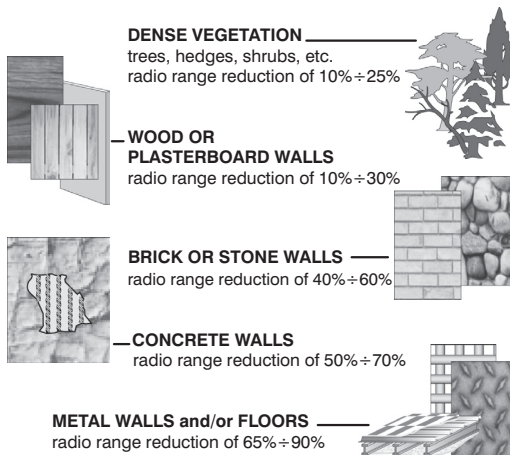 DENSE VEGETATION
trees, hedges, shrubs, etc.
radio range reduction of 10%÷25%
WOOD OR
PLASTERBOARD WALLS
radio range reduction of 10%÷30%
BRICK OR STONE WALLS
radio range reduction of 40%÷60%
CONCRETE WALLS
radio range reduction of 50%÷70%
METAL WALLS and/or FLOORS
radio range reduction of 65%÷90%